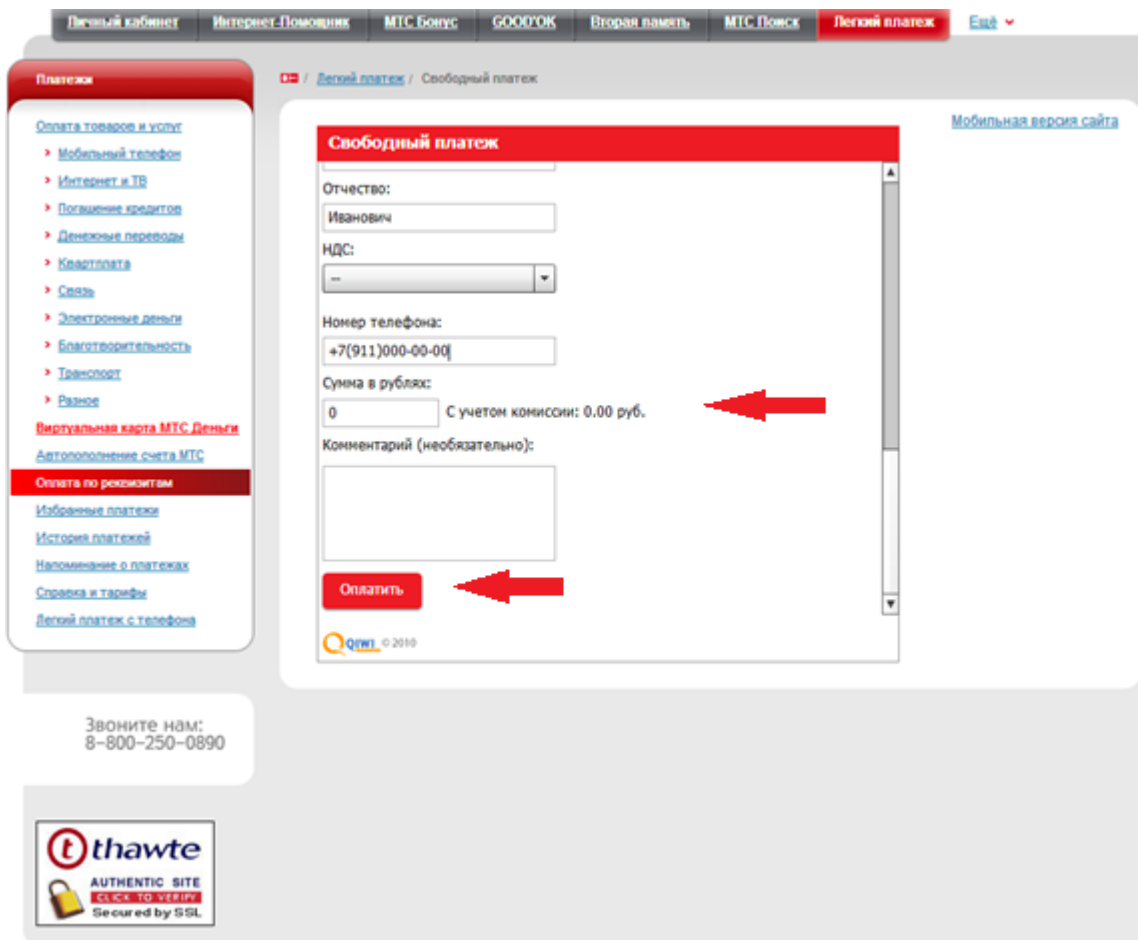 Личный кабинет Интернет-Помощник МТС Бонус GOOD'OK Вторая память МТС Поиск Легкий платеж Ещё
Платежи
/ Легкий платеж / Свободный платеж
Мобильная версия сайта
Оплата товаров и услуг
Мобильный телефон
Интернет и ТВ
Погашение кредитов
Денежные переводы
Квартплата
Связь
Электронные деньги
Благотворительность
Транспорт
Разное
Виртуальная карта МТС Деньги
Автопополнение счета МТС
Оплата по реквизитам
Избранные платежи
История платежей
Напоминание о платежах
Справка и тарифы
Легкий платеж с телефона
Свободный платеж
Отчество:
Иванович
НДС:
--
Номер телефона:
+7(911)000-00-00
Сумма в рублях:
0 С учетом комиссии: 0.00 руб.
Комментарий (необязательно):
Оплатить
QIWI © 2010
Звоните нам:
8-800-250-0890
thawte
AUTHENTIC SITE
CLICK TO VERIFY
Secured by SSL